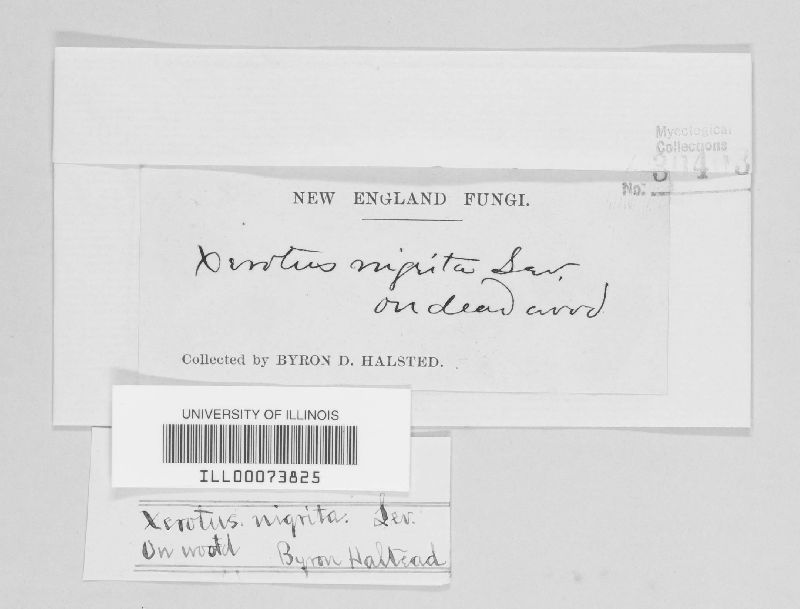 Mycological
Collections
No:
NEW ENGLAND FUNGI.
Xerotus nigrita Lev.
on dead wood
Collected by BYRON D. HALSTED.
UNIVERSITY OF ILLINOIS
ILL00073825
Xerotus. nigrita. Lev.
On wood Byron Halstead